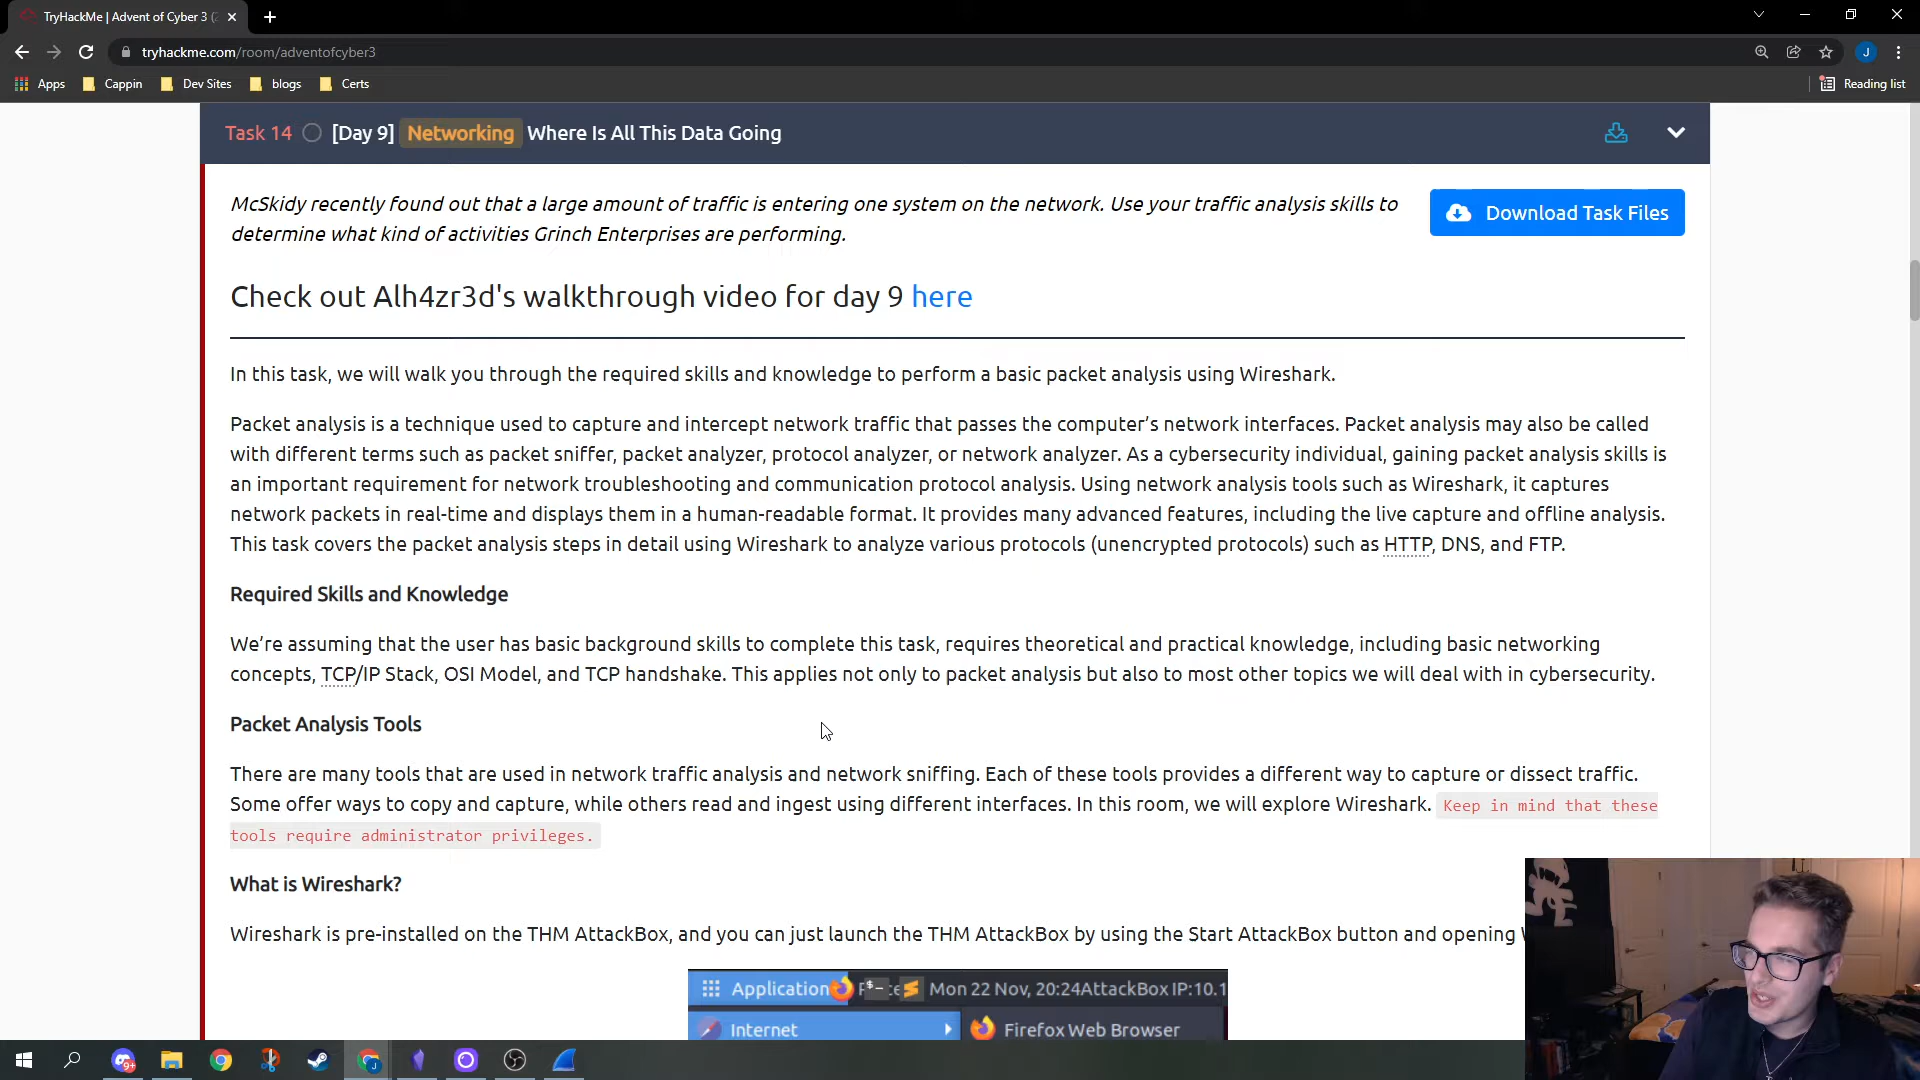 TryHackMe | Advent of Cyber 3 (
tryhackme.com/room/adventofcyber3
J
Apps Cappin Dev Sites blogs Certs Reading list
Task 14 [Day 9] Networking Where Is All This Data Going
McSkidy recently found out that a large amount of traffic is entering one system on the network. Use your traffic analysis skills to
determine what kind of activities Grinch Enterprises are performing.
Download Task Files
Check out Alh4zr3d's walkthrough video for day 9 here
In this task, we will walk you through the required skills and knowledge to perform a basic packet analysis using Wireshark.
Packet analysis is a technique used to capture and intercept network traffic that passes the computer’s network interfaces. Packet analysis may also be called
with different terms such as packet sniffer, packet analyzer, protocol analyzer, or network analyzer. As a cybersecurity individual, gaining packet analysis skills is
an important requirement for network troubleshooting and communication protocol analysis. Using network analysis tools such as Wireshark, it captures
network packets in real-time and displays them in a human-readable format. It provides many advanced features, including the live capture and offline analysis.
This task covers the packet analysis steps in detail using Wireshark to analyze various protocols (unencrypted protocols) such as HTTP, DNS, and FTP.
Required Skills and Knowledge
We’re assuming that the user has basic background skills to complete this task, requires theoretical and practical knowledge, including basic networking
concepts, TCP/IP Stack, OSI Model, and TCP handshake. This applies not only to packet analysis but also to most other topics we will deal with in cybersecurity.
Packet Analysis Tools
There are many tools that are used in network traffic analysis and network sniffing. Each of these tools provides a different way to capture or dissect traffic.
Some offer ways to copy and capture, while others read and ingest using different interfaces. In this room, we will explore Wireshark. Keep in mind that these
tools require administrator privileges.
What is Wireshark?
Wireshark is pre-installed on the THM AttackBox, and you can just launch the THM AttackBox by using the Start AttackBox button and opening
Application Mon 22 Nov, 20:24 AttackBox IP:10.1
Internet Firefox Web Browser
9+
J